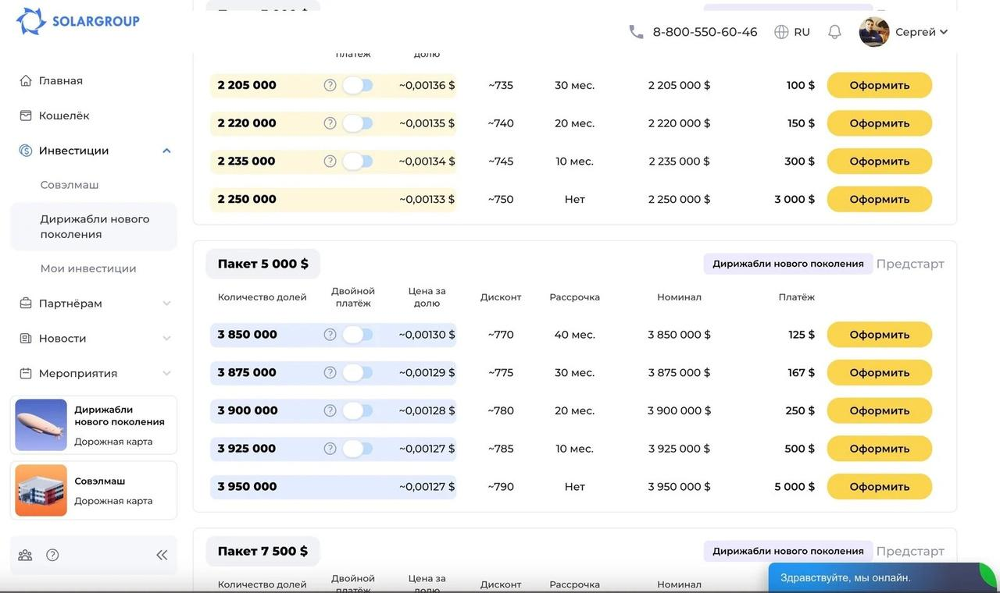 SOLARGROUP
8-800-550-60-46
RU
Сергей
Главная
Кошелёк
Инвестиции
Совэлмаш
Дирижабли нового
поколения
Мои инвестиции
Партнёрам
Новости
Мероприятия
Дирижабли
нового поколения
Дорожная карта
Совэлмаш
Дорожная карта
платёж долю
2 205 000 ? ~0,00136 $ ~735 30 мес. 2 205 000 $ 100 $ Оформить
2 220 000 ? ~0,00135 $ ~740 20 мес. 2 220 000 $ 150 $ Оформить
2 235 000 ? ~0,00134 $ ~745 10 мес. 2 235 000 $ 300 $ Оформить
2 250 000 ~0,00133 $ ~750 Нет 2 250 000 $ 3 000 $ Оформить
Пакет 5 000 $ Дирижабли нового поколения Предстарт
Количество долей Двойной платёж Цена за долю Дисконт Рассрочка Номинал Платёж
3 850 000 ? ~0,00130 $ ~770 40 мес. 3 850 000 $ 125 $ Оформить
3 875 000 ? ~0,00129 $ ~775 30 мес. 3 875 000 $ 167 $ Оформить
3 900 000 ? ~0,00128 $ ~780 20 мес. 3 900 000 $ 250 $ Оформить
3 925 000 ? ~0,00127 $ ~785 10 мес. 3 925 000 $ 500 $ Оформить
3 950 000 ~0,00127 $ ~790 Нет 3 950 000 $ 5 000 $ Оформить
Пакет 7 500 $ Дирижабли нового поколения Предстарт
Количество долей Двойной платёж Цена за долю Дисконт Рассрочка Номинал
Здравствуйте, мы онлайн.